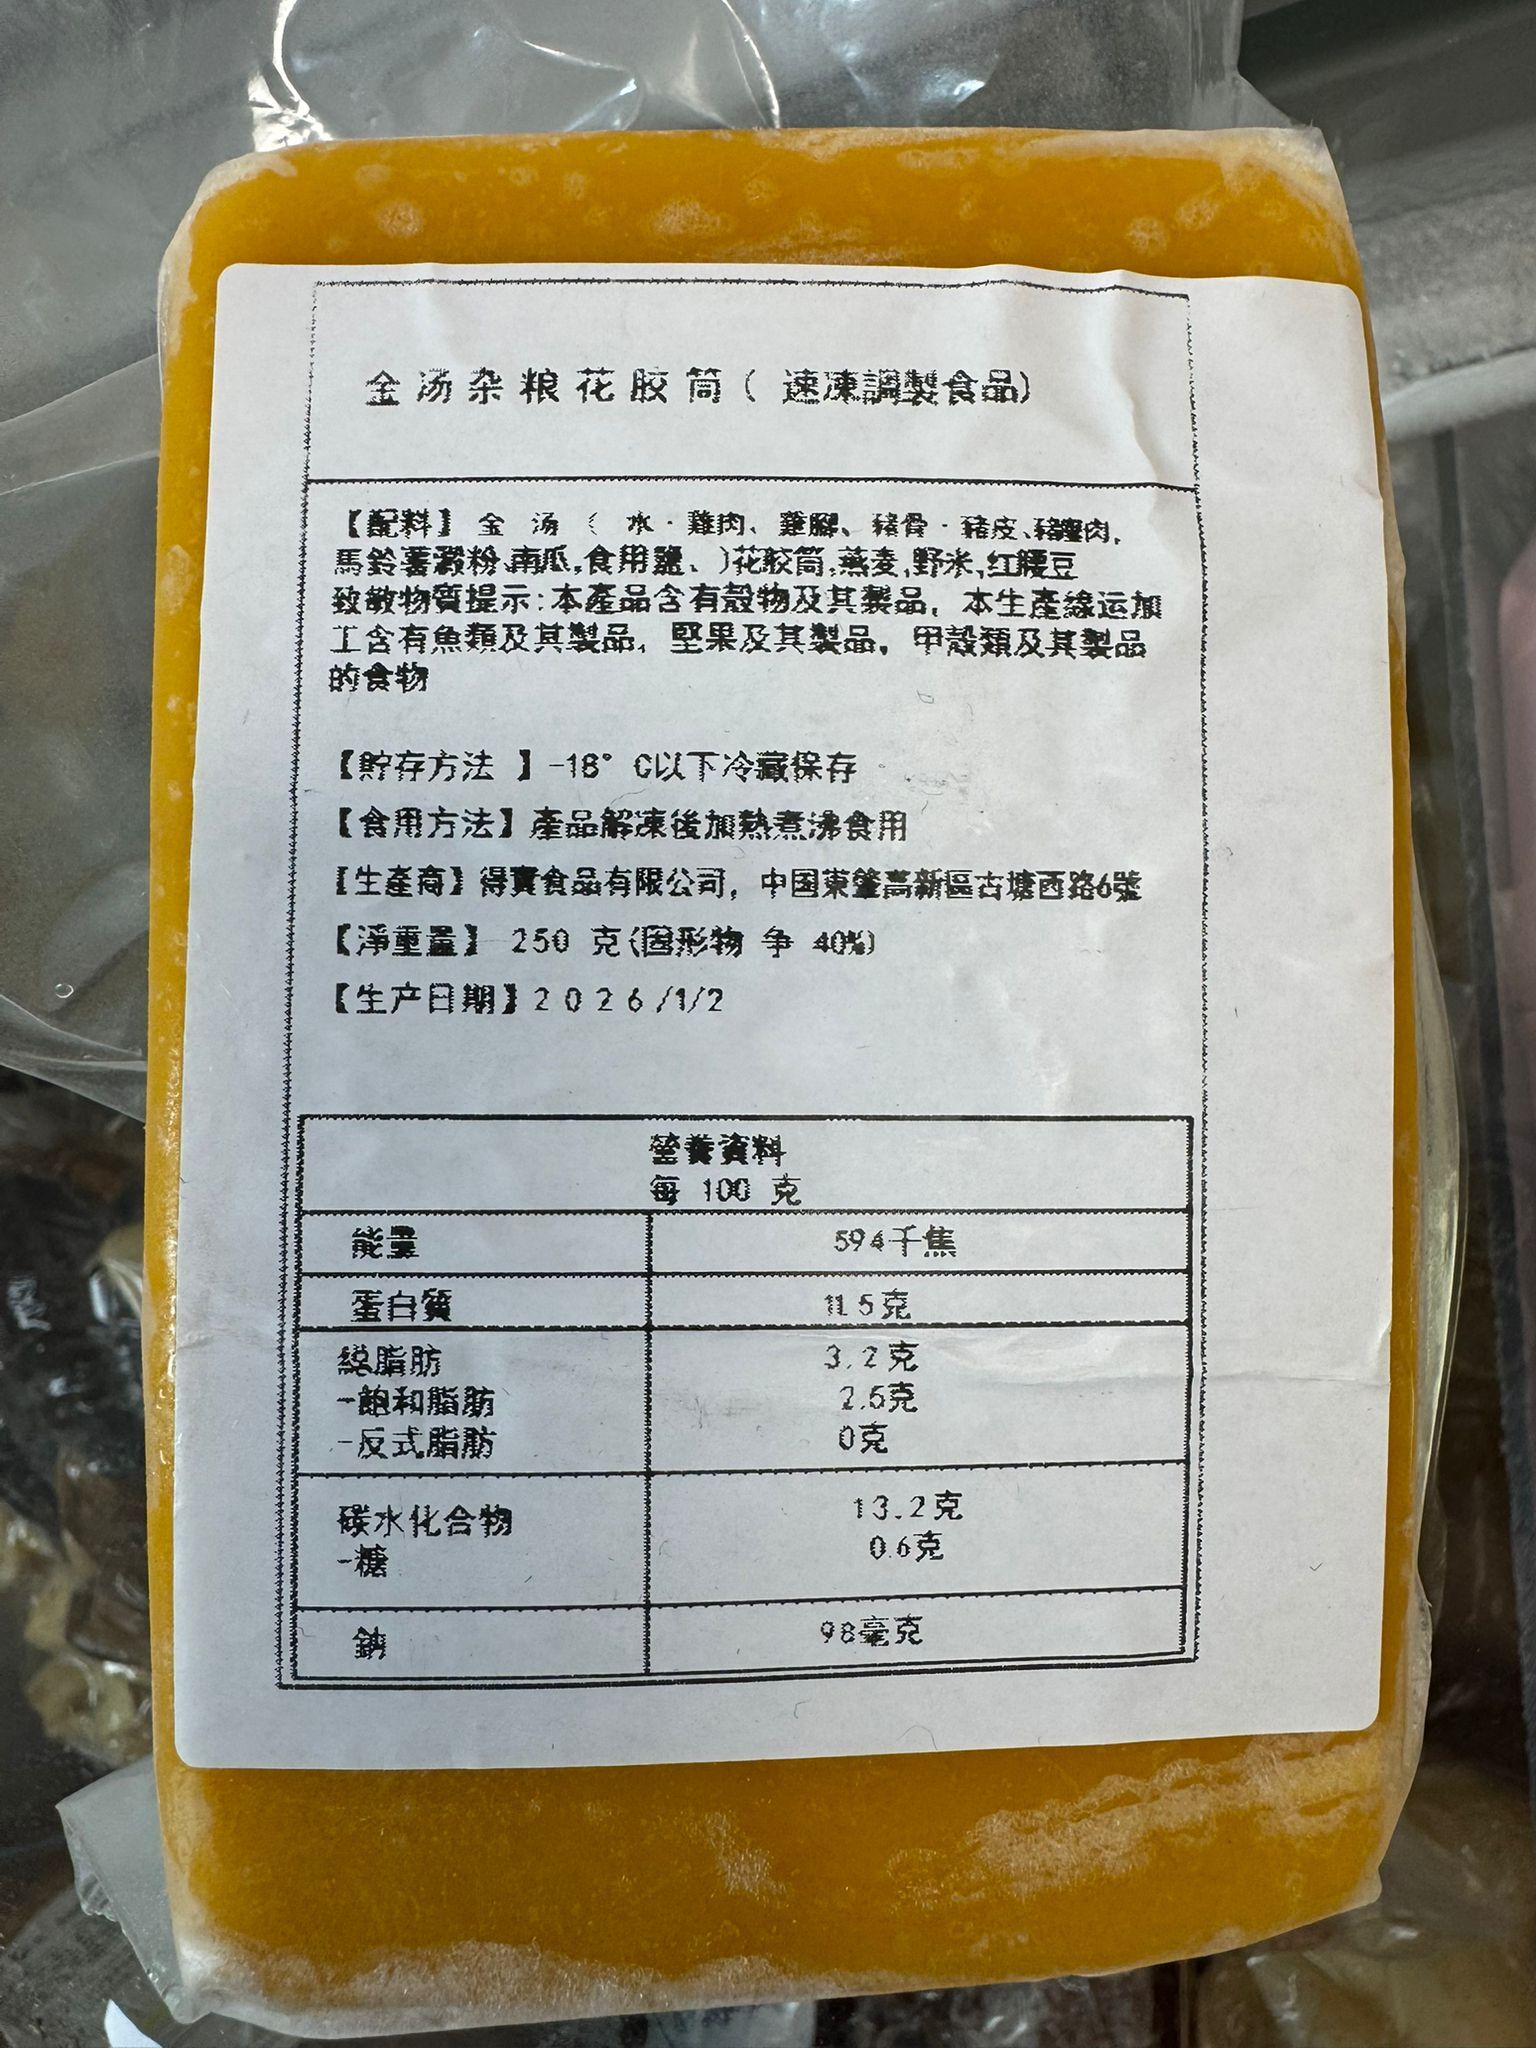 金汤杂粮花胶筒( 速凍調製食品)
【配料】 金 汤 ( 水·雞肉、雞腳、豬骨·豬皮、豬肉,
馬鈴薯澱粉、南瓜,食用鹽、)花胶筒,燕麦,野米,红腰豆
致敏物質提示:本產品含有殼物及其製品, 本生產線运加
工含有魚類及其製品, 堅果及其製品, 甲殼類及其製品
的食物
【貯存方法 】-18° C以下冷藏保存
【食用方法】產品解凍後加熱煮沸食用
【生產商】得寶食品有限公司, 中国東肇高新區古塘西路6號
【淨重量】 250 克(固形物 争 40%)
【生产日期】2026/1/2
營養資料
每 100 克
能量 594千焦
蛋白質 11.5克
總脂肪 3.2克
-飽和脂肪 2.5克
-反式脂肪 0克
碳水化合物 13.2克
-糖 0.6克
鈉 98毫克